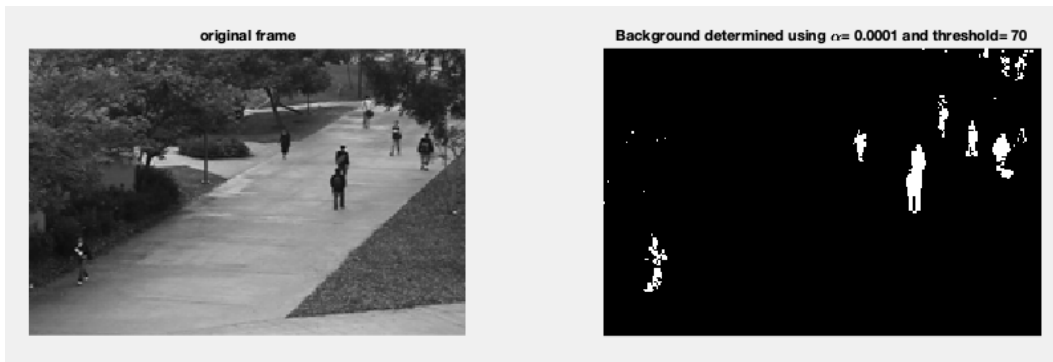 original frame
Background determined using α= 0.0001 and threshold= 70